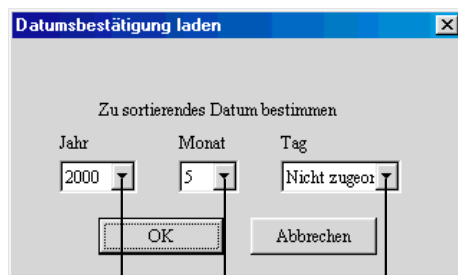 Datumsbestätigung laden
Zu sortierendes Datum bestimmen
Jahr Monat Tag
2000 5 Nicht zugeor
OK Abbrechen